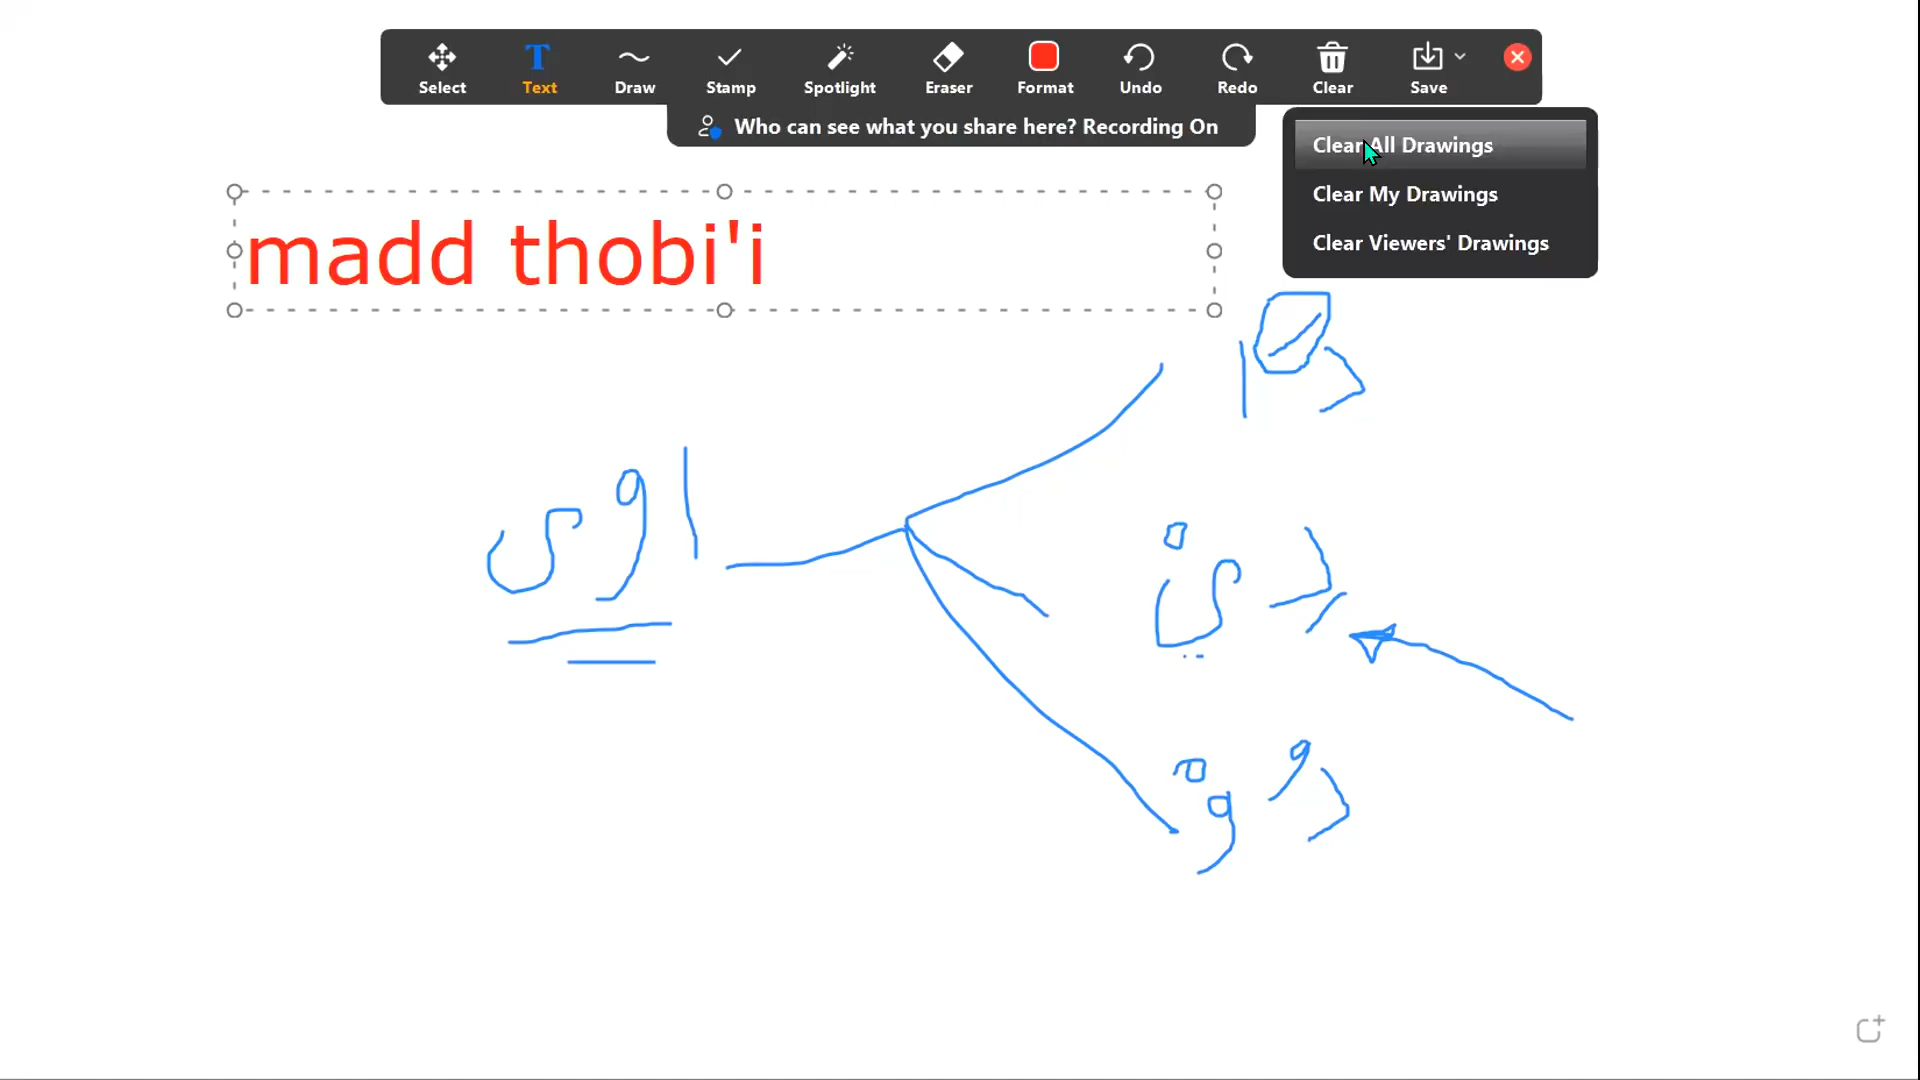 Select Text Draw Stamp Spotlight Eraser Format Undo Redo Clear Save
Who can see what you share here? Recording On
Clear All Drawings
Clear My Drawings
Clear Viewers' Drawings
madd thobi'i
ا و ي